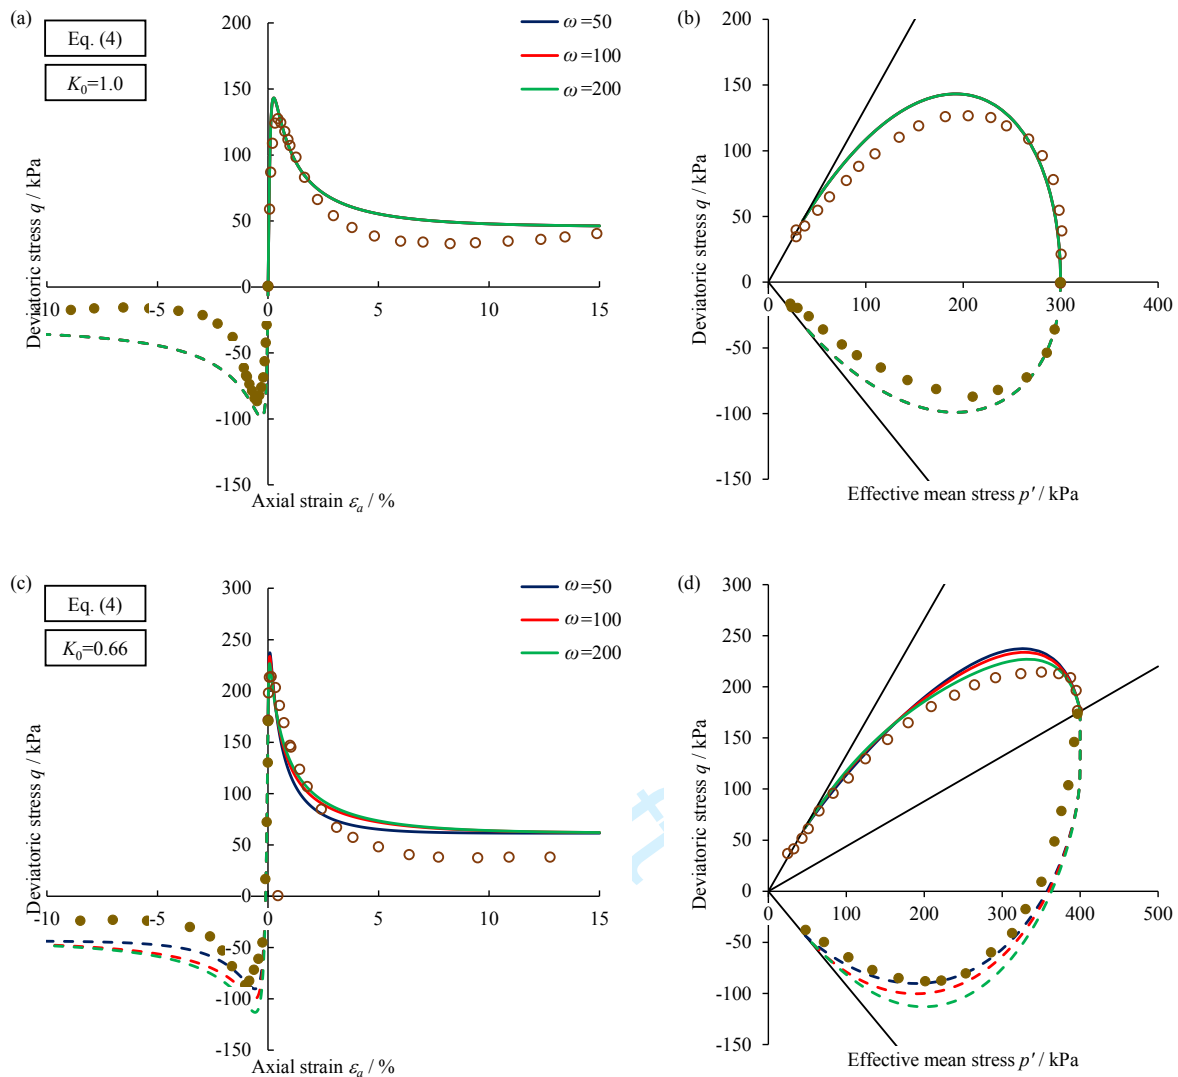 (a)
Eq. (4)
K₀=1.0
ω=50
ω=100
ω=200
200
150
100
50
0
-50
-100
-150
-10
-5
0
5
10
15
Deviatoric stress q / kPa
Axial strain εₐ / %
(b)
200
150
100
50
0
-50
-100
-150
0
100
200
300
400
Deviatoric stress q / kPa
Effective mean stress p′ / kPa
(c)
Eq. (4)
K₀=0.66
ω=50
ω=100
ω=200
300
250
200
150
100
50
0
-50
-100
-150
-10
-5
0
5
10
15
Deviatoric stress q / kPa
Axial strain εₐ / %
(d)
300
250
200
150
100
50
0
-50
-100
-150
0
100
200
300
400
500
Deviatoric stress q / kPa
Effective mean stress p′ / kPa